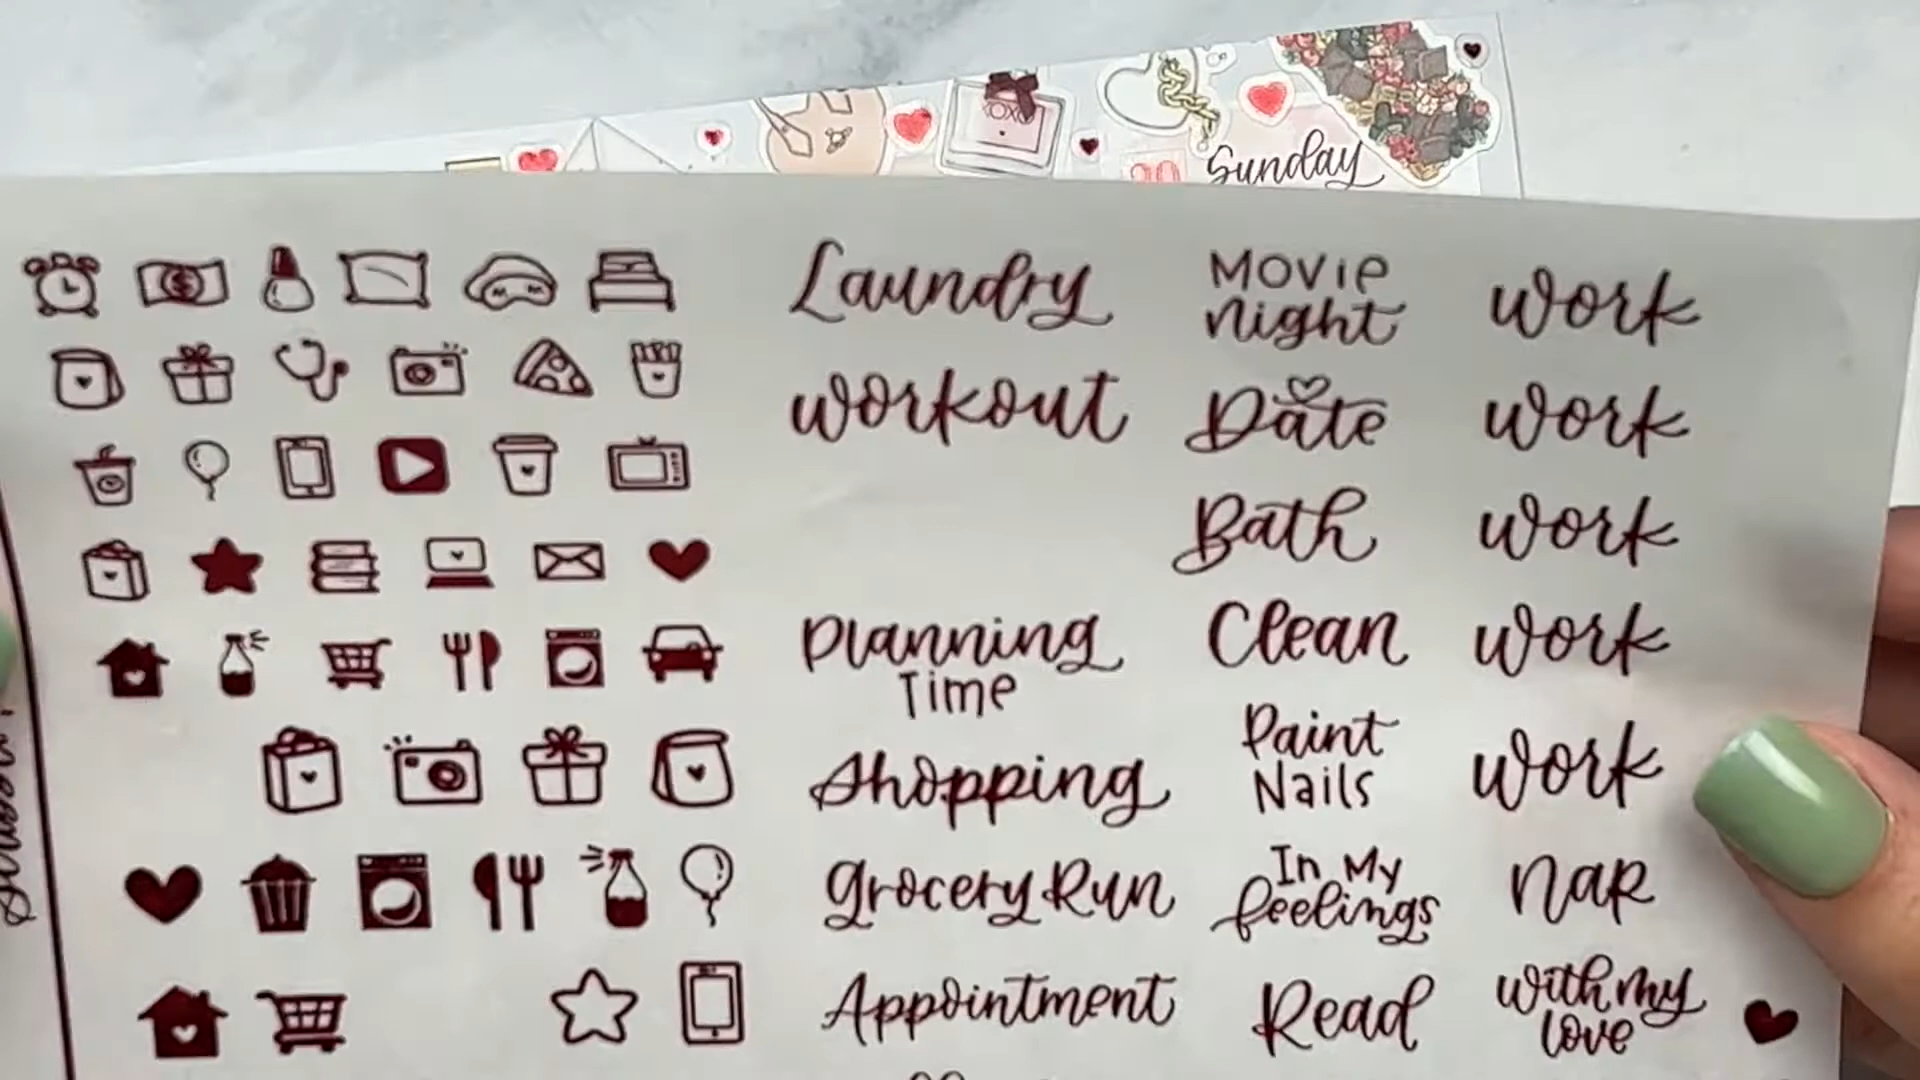 XOXO
Sunday
Laundry
Movie
night
work
workout
Date
work
Bath
work
Planning
Time
Clean
work
Shopping
Paint
Nails
work
Grocery Run
In My
feelings
nap
Appointment
Read
with my
love
$